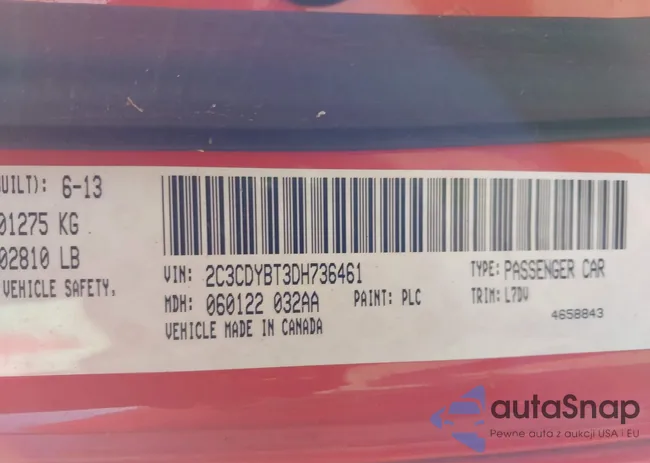 BUILT): 6-13
01275 KG
02810 LB
VEHICLE SAFETY.
VIN: 2C3CDYBT3DH736461
TYPE: PASSENGER CAR
MDH: 060122 032AA
PAINT: PLC
TRIM: L7DV
VEHICLE MADE IN CANADA
4658843
autaSnap
Pewne auta z aukcji USA i EU